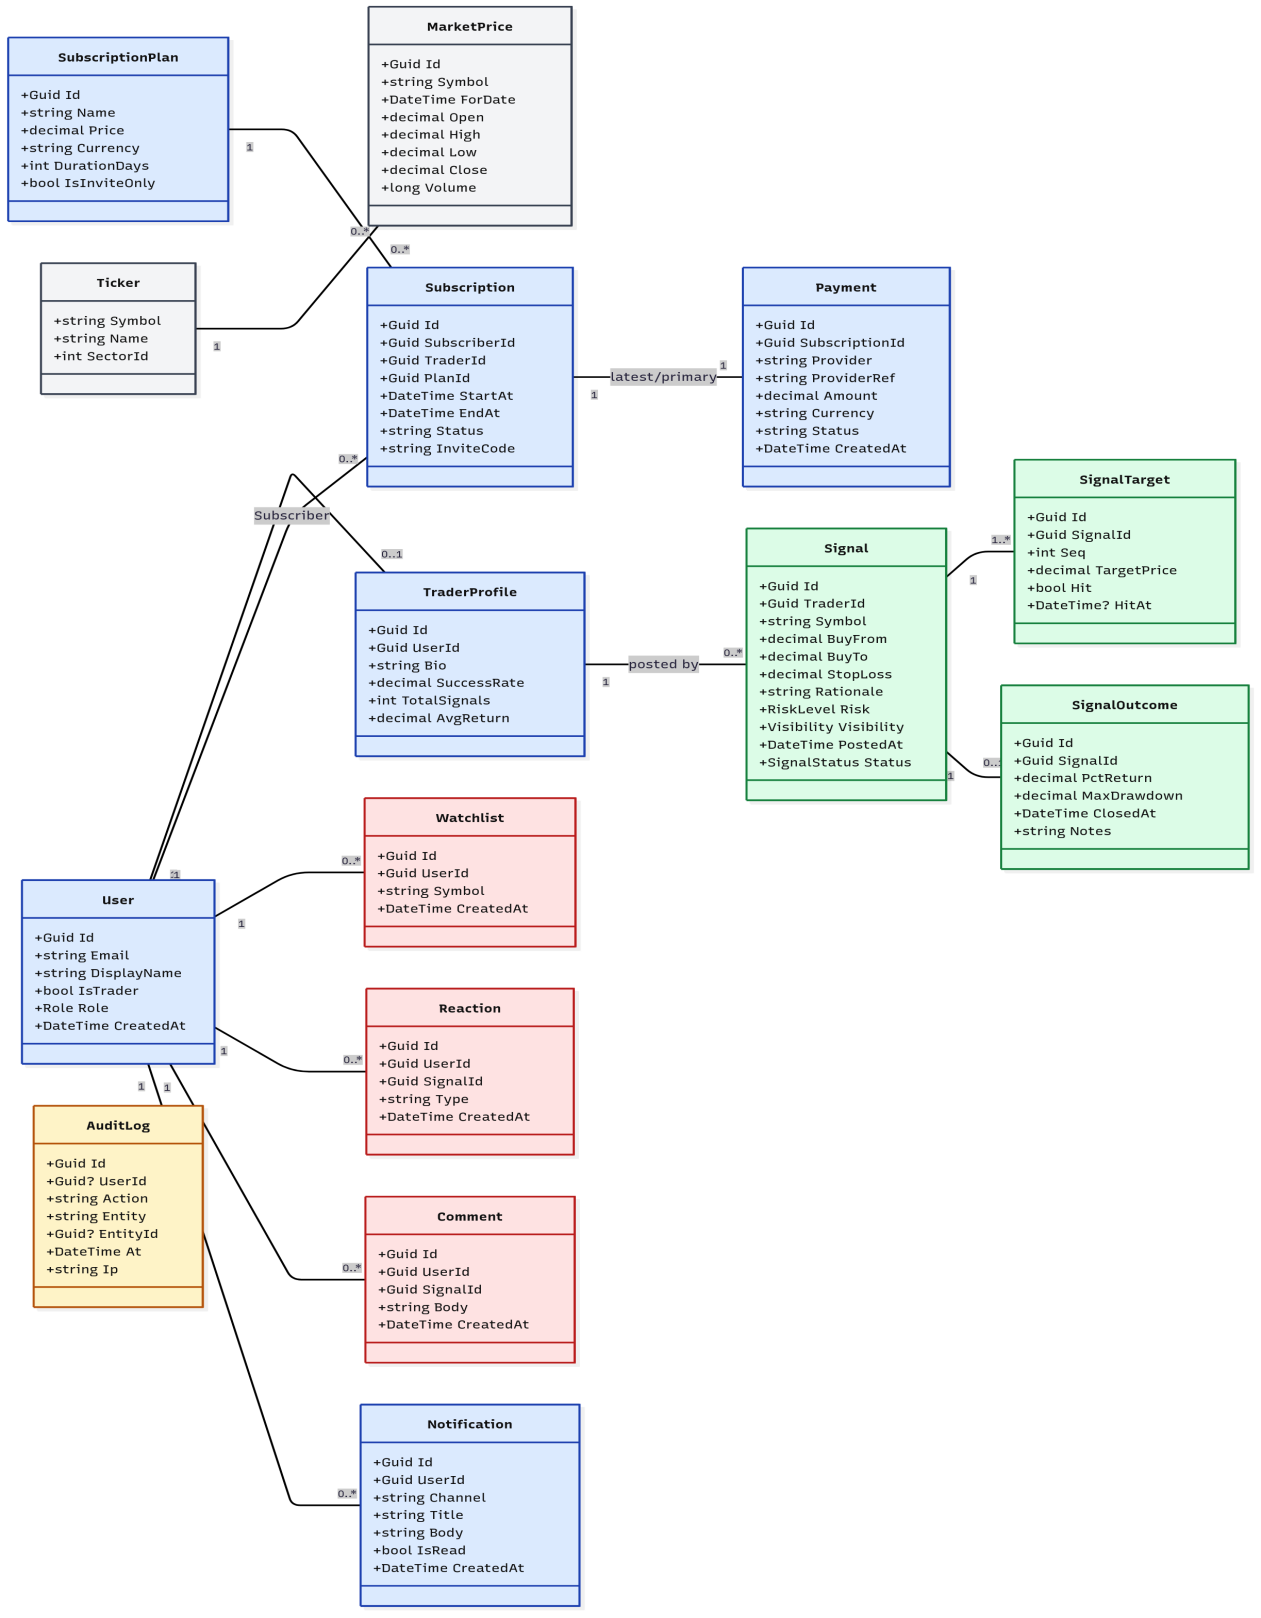 SubscriptionPlan
+Guid Id
+string Name
+decimal Price
+string Currency
+int DurationDays
+bool IsInviteOnly
1
MarketPrice
+Guid Id
+string Symbol
+DateTime ForDate
+decimal Open
+decimal High
+decimal Low
+decimal Close
+long Volume
0..*
0..*
Ticker
+string Symbol
+string Name
+int SectorId
1
Subscription
+Guid Id
+Guid SubscriberId
+Guid TraderId
+Guid PlanId
+DateTime StartAt
+DateTime EndAt
+string Status
+string InviteCode
latest/primary
1
1
Payment
+Guid Id
+Guid SubscriptionId
+string Provider
+string ProviderRef
+decimal Amount
+string Currency
+string Status
+DateTime CreatedAt
0..*
Subscriber
0..1
TraderProfile
+Guid Id
+Guid UserId
+string Bio
+decimal SuccessRate
+int TotalSignals
+decimal AvgReturn
posted by
1
0..*
Signal
+Guid Id
+Guid TraderId
+string Symbol
+decimal BuyFrom
+decimal BuyTo
+decimal StopLoss
+string Rationale
+RiskLevel Risk
+Visibility Visibility
+DateTime PostedAt
+SignalStatus Status
1
1..*
SignalTarget
+Guid Id
+Guid SignalId
+int Seq
+decimal TargetPrice
+bool Hit
+DateTime? HitAt
1
0..
SignalOutcome
+Guid Id
+Guid SignalId
+decimal PctReturn
+decimal MaxDrawdown
+DateTime ClosedAt
+string Notes
Watchlist
+Guid Id
+Guid UserId
+string Symbol
+DateTime CreatedAt
0..*
1
1
User
+Guid Id
+string Email
+string DisplayName
+bool IsTrader
+Role Role
+DateTime CreatedAt
1
0..*
Reaction
+Guid Id
+Guid UserId
+Guid SignalId
+string Type
+DateTime CreatedAt
1
1
AuditLog
+Guid Id
+Guid? UserId
+string Action
+string Entity
+Guid? EntityId
+DateTime At
+string Ip
0..*
Comment
+Guid Id
+Guid UserId
+Guid SignalId
+string Body
+DateTime CreatedAt
0..*
Notification
+Guid Id
+Guid UserId
+string Channel
+string Title
+string Body
+bool IsRead
+DateTime CreatedAt